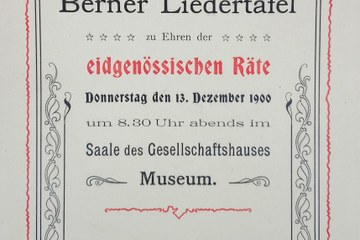 Berner Liedertafel
zu Ehren der
eidgenössischen Räte
Donnerstag den 13. Dezember 1900
um 8.30 Uhr abends im
Saale des Gesellschaftshauses
Museum.